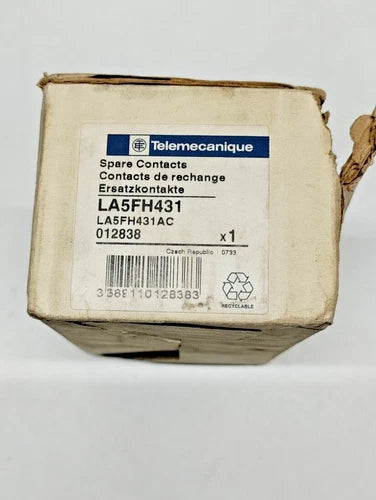 Telemecanique
Spare Contacts
Contacts de rechange
Ersatzkontakte
LA5FH431
LA5FH431AC
012838 x1
Czech Republic 0793
3389110128383
RECYCLABLE